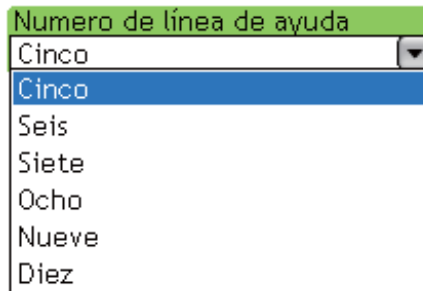 Numero de línea de ayuda
Cinco
Cinco
Seis
Siete
Ocho
Nueve
Diez